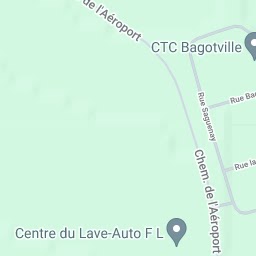 de l'Aéroport
CTC Bagotville
Rue Saguenay
Rue Ba
Rue la
Chem. de l'Aéroport
Centre du Lave-Auto F L